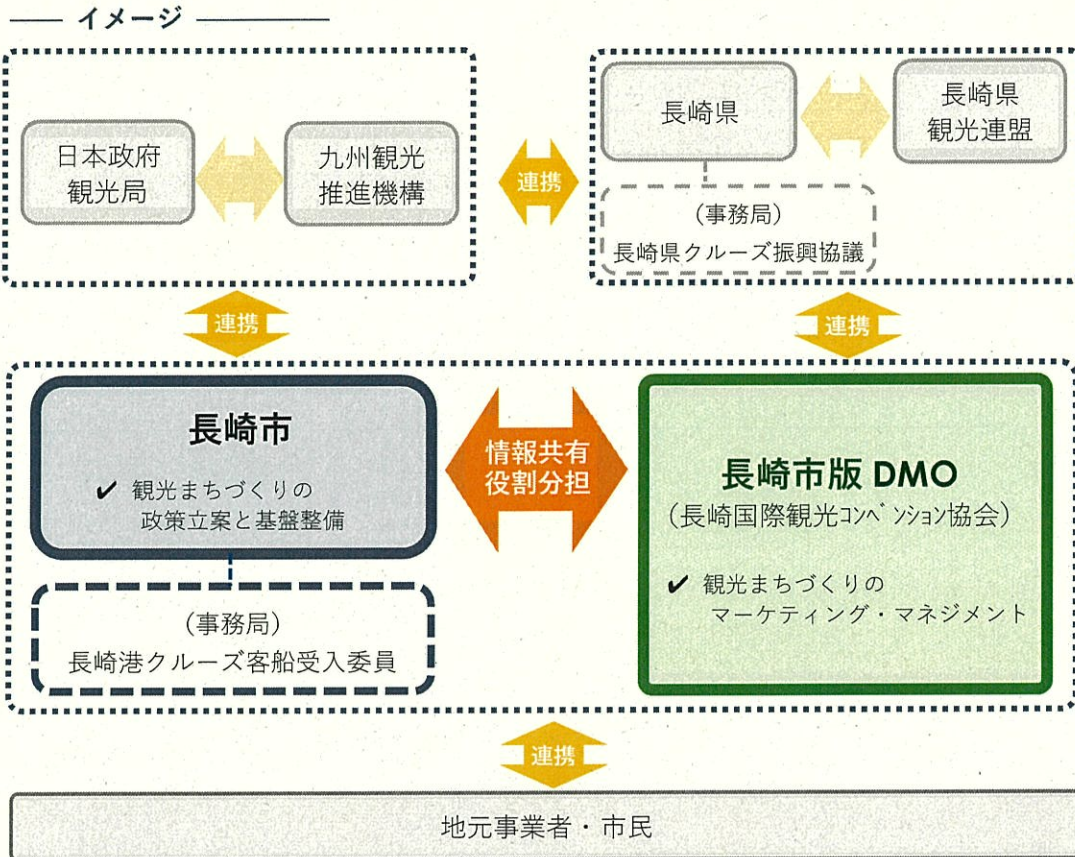 イメージ
日本政府
観光局
九州観光
推進機構
連携
長崎県
長崎県
観光連盟
(事務局)
長崎県クルーズ振興協議
連携
連携
長崎市
✔ 観光まちづくりの
政策立案と基盤整備
(事務局)
長崎港クルーズ客船受入委員
情報共有
役割分担
長崎市版 DMO
(長崎国際観光ｺﾝﾍﾞﾝｼｮﾝ協会)
✔ 観光まちづくりの
マーケティング・マネジメント
連携
地元事業者・市民